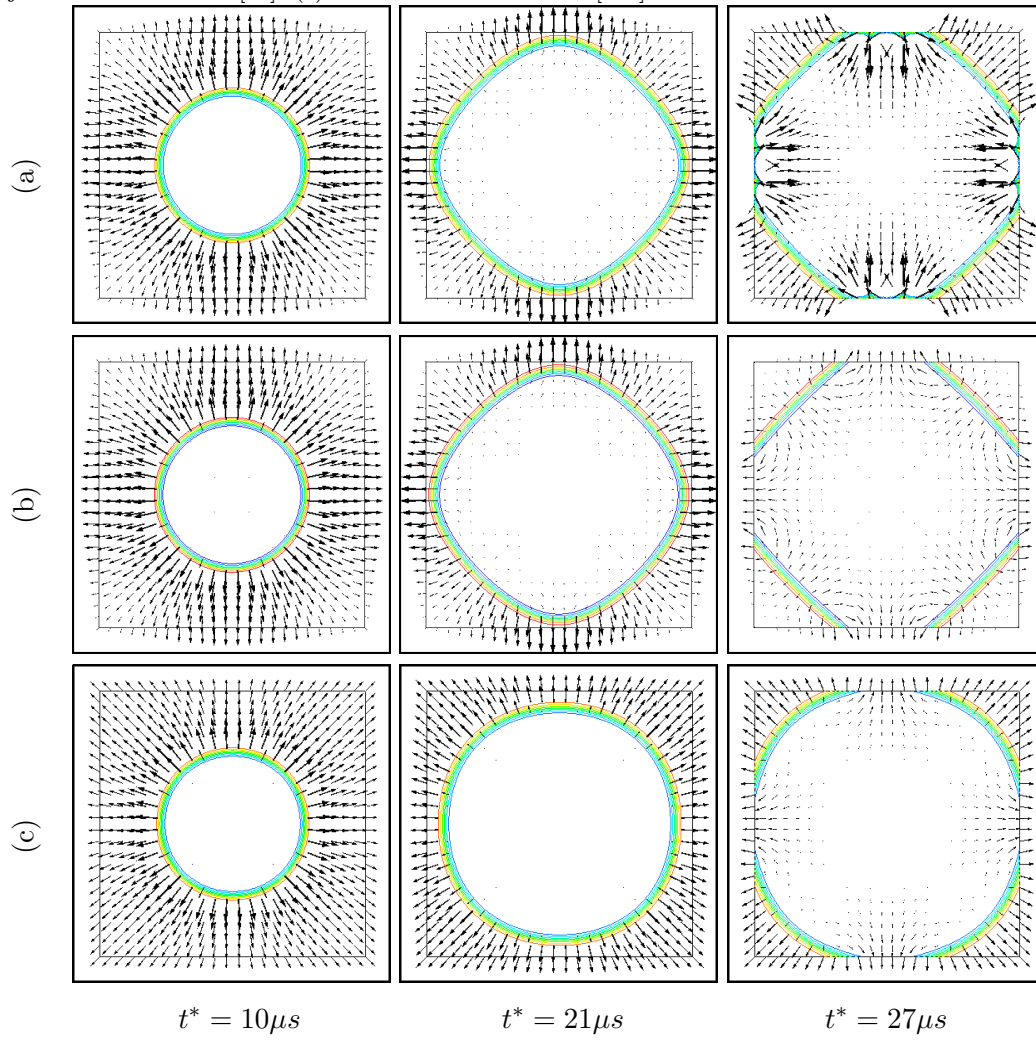 (a)
(b)
(c)
t* = 10μs
t* = 21μs
t* = 27μs